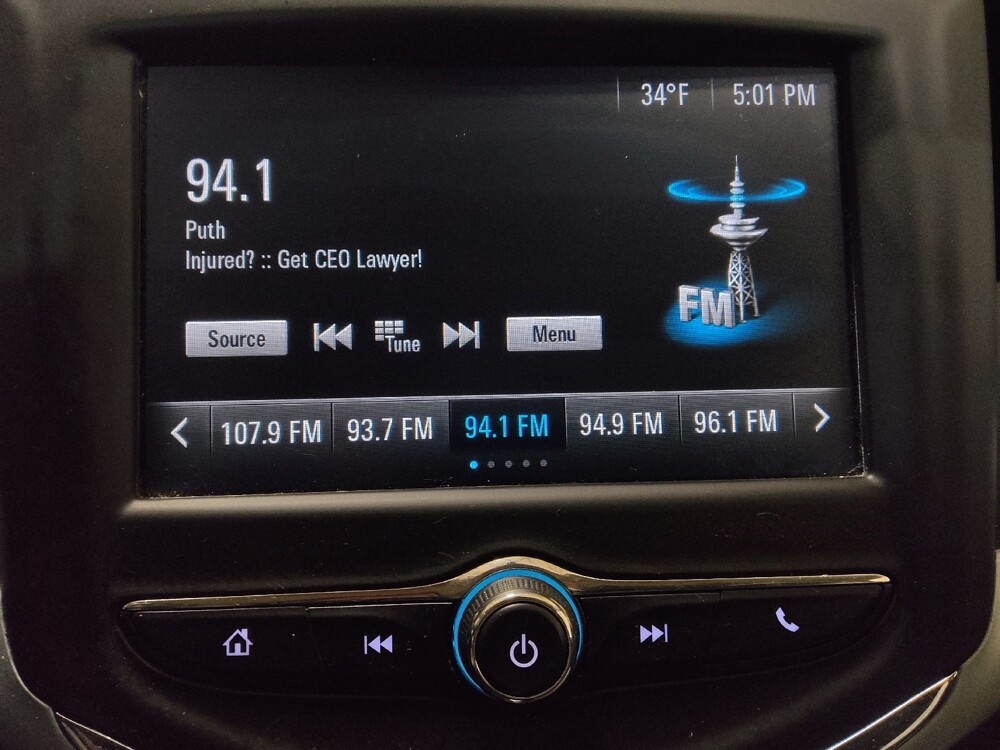 34°F 5:01 PM
94.1
Puth
Injured? :: Get CEO Lawyer!
Source Tune Menu
FM
107.9 FM 93.7 FM 94.1 FM 94.9 FM 96.1 FM